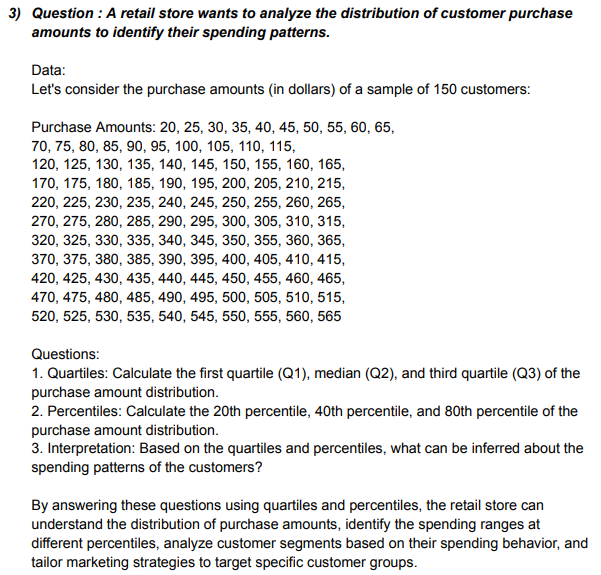 3) Question : A retail store wants to analyze the distribution of customer purchase
amounts to identify their spending patterns.
Data:
Let's consider the purchase amounts (in dollars) of a sample of 150 customers:
Purchase Amounts: 20, 25, 30, 35, 40, 45, 50, 55, 60, 65,
70, 75, 80, 85, 90, 95, 100, 105, 110, 115,
120, 125, 130, 135, 140, 145, 150, 155, 160, 165,
170, 175, 180, 185, 190, 195, 200, 205, 210, 215,
220, 225, 230, 235, 240, 245, 250, 255, 260, 265,
270, 275, 280, 285, 290, 295, 300, 305, 310, 315,
320, 325, 330, 335, 340, 345, 350, 355, 360, 365,
370, 375, 380, 385, 390, 395, 400, 405, 410, 415,
420, 425, 430, 435, 440, 445, 450, 455, 460, 465,
470, 475, 480, 485, 490, 495, 500, 505, 510, 515,
520, 525, 530, 535, 540, 545, 550, 555, 560, 565
Questions:
1. Quartiles: Calculate the first quartile (Q1), median (Q2), and third quartile (Q3) of the
purchase amount distribution.
2. Percentiles: Calculate the 20th percentile, 40th percentile, and 80th percentile of the
purchase amount distribution.
3. Interpretation: Based on the quartiles and percentiles, what can be inferred about the
spending patterns of the customers?
By answering these questions using quartiles and percentiles, the retail store can
understand the distribution of purchase amounts, identify the spending ranges at
different percentiles, analyze customer segments based on their spending behavior, and
tailor marketing strategies to target specific customer groups.